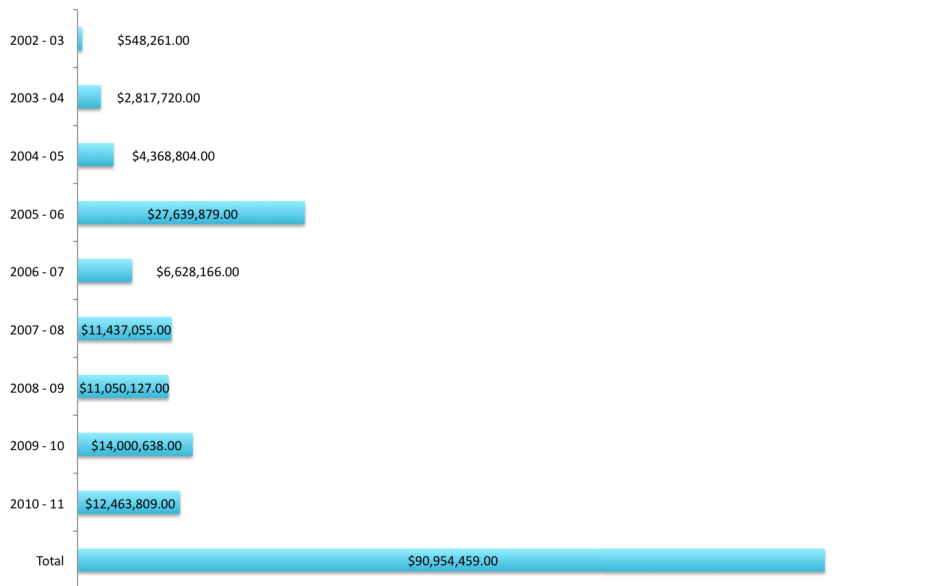 2002 - 03 $548,261.00
2003 - 04 $2,817,720.00
2004 - 05 $4,368,804.00
2005 - 06 $27,639,879.00
2006 - 07 $6,628,166.00
2007 - 08 $11,437,055.00
2008 - 09 $11,050,127.00
2009 - 10 $14,000,638.00
2010 - 11 $12,463,809.00
Total $90,954,459.00